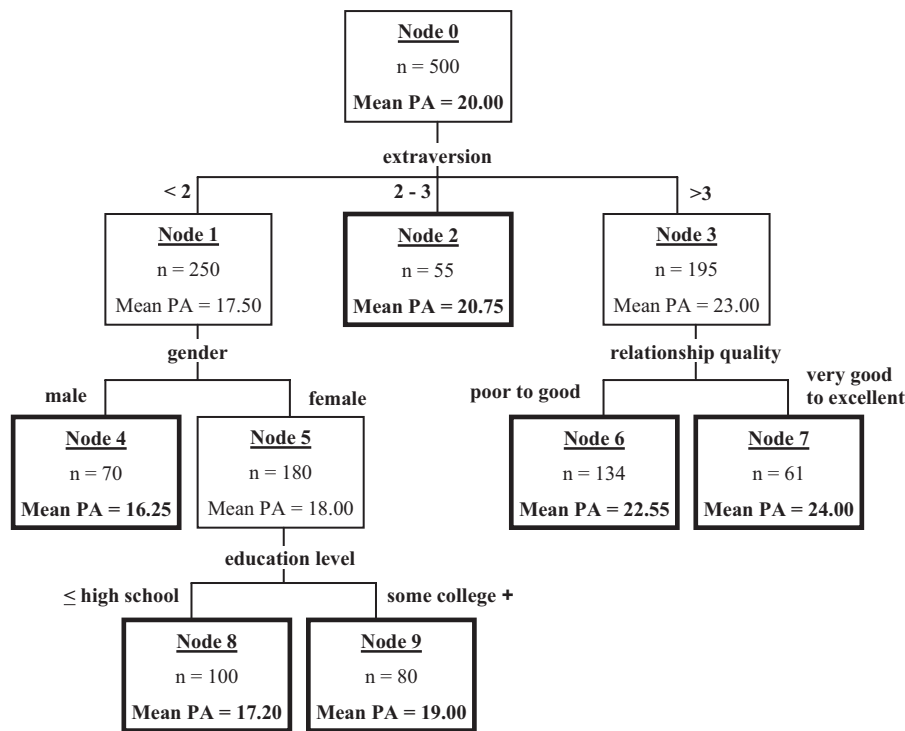 Node 0
n = 500
Mean PA = 20.00
extraversion
< 2
2 - 3
>3
Node 1
n = 250
Mean PA = 17.50
Node 2
n = 55
Mean PA = 20.75
Node 3
n = 195
Mean PA = 23.00
gender
relationship quality
male
female
poor to good
very good
to excellent
Node 4
n = 70
Mean PA = 16.25
Node 5
n = 180
Mean PA = 18.00
Node 6
n = 134
Mean PA = 22.55
Node 7
n = 61
Mean PA = 24.00
education level
≤ high school
some college +
Node 8
n = 100
Mean PA = 17.20
Node 9
n = 80
Mean PA = 19.00